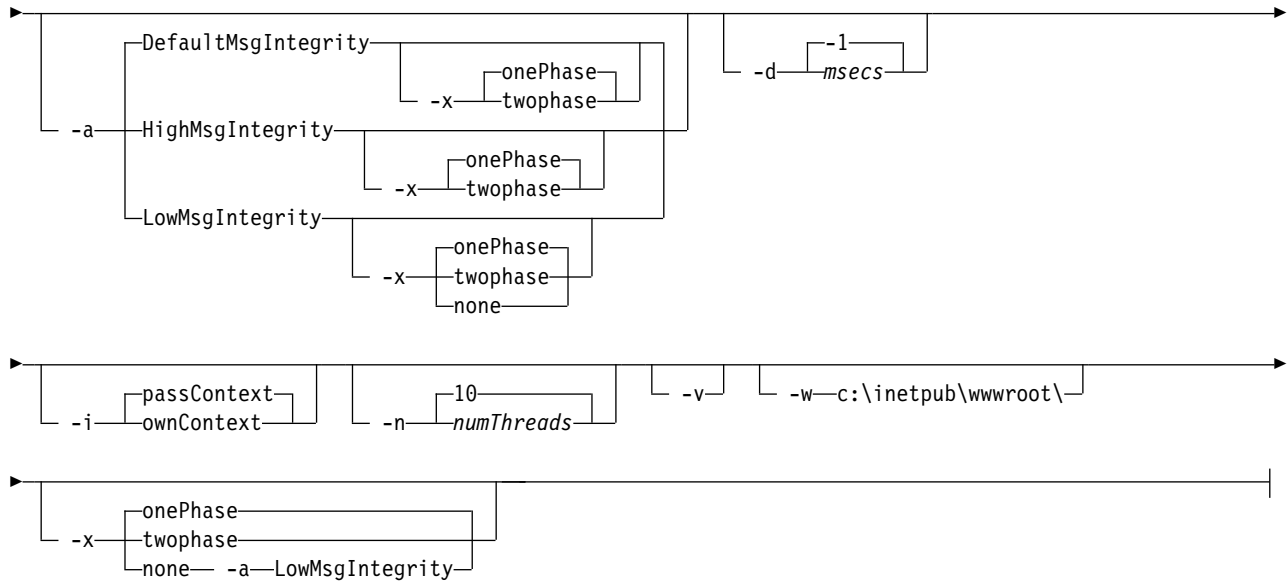 DefaultMsgIntegrity
-1
onePhase
-d msecs
-x twophase
-a HighMsgIntegrity
onePhase
-x twophase
LowMsgIntegrity
onePhase
-x twophase
none
passContext
10
-v
-w c:\inetpub\wwwroot\
-i ownContext
-n numThreads
onePhase
-x twophase
none -a LowMsgIntegrity